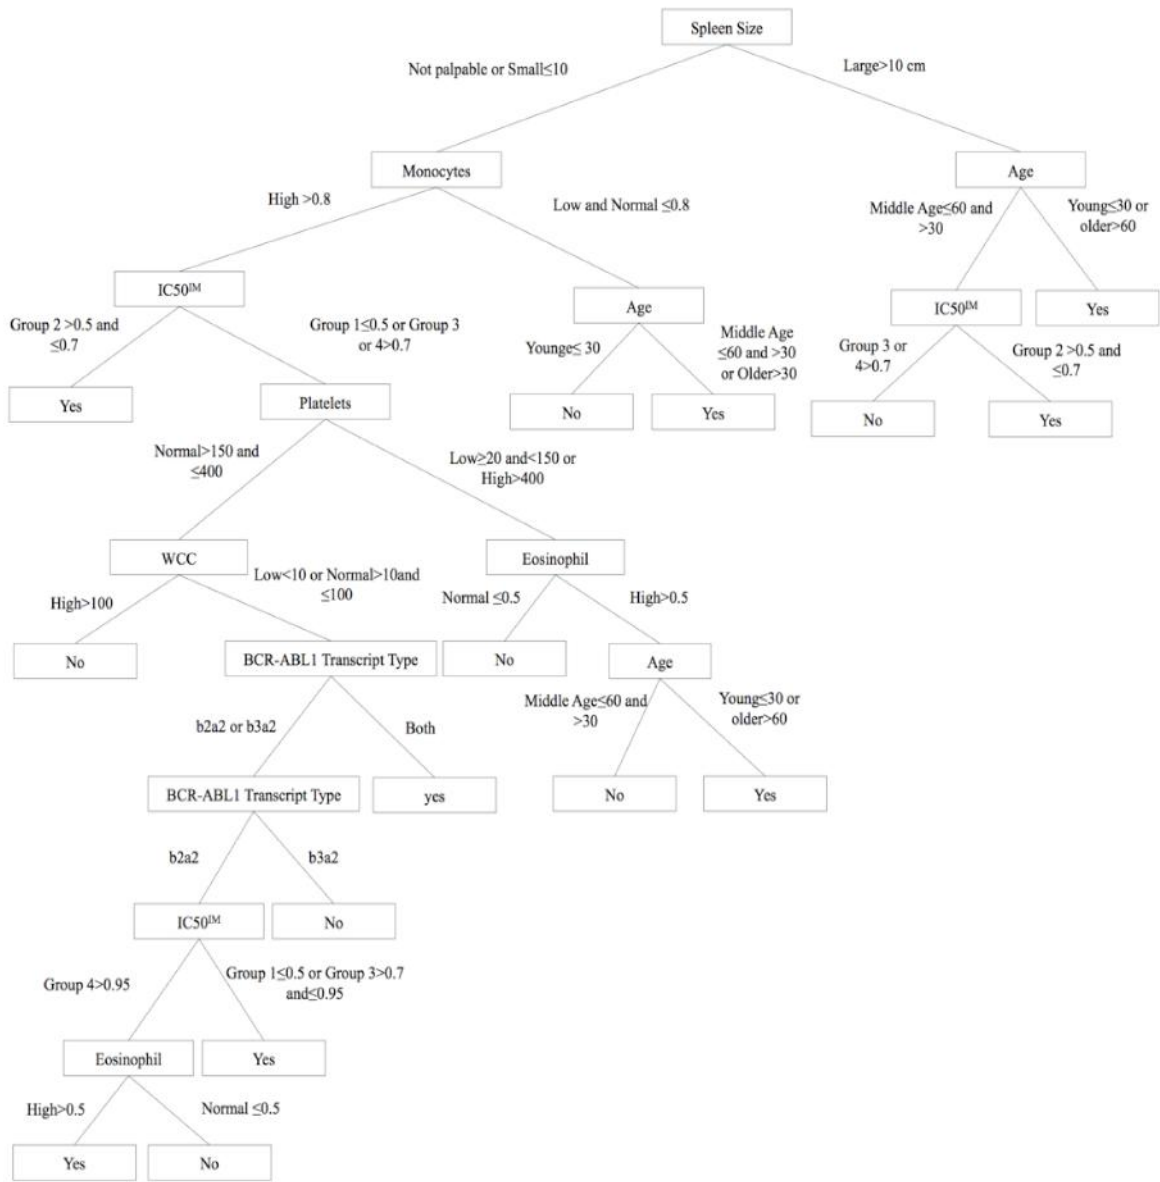 Spleen Size
Not palpable or Small≤10
Large>10 cm
Monocytes
Age
High >0.8
Low and Normal ≤0.8
Middle Age≤60 and
>30
Young≤30 or
older>60
IC50ᴵᴹ
Age
IC50ᴵᴹ
Yes
Group 2 >0.5 and
≤0.7
Group 1≤0.5 or Group 3
or 4>0.7
Younge≤ 30
Middle Age
≤60 and >30
or Older>30
Group 3 or
4>0.7
Group 2 >0.5 and
≤0.7
Yes
Platelets
No
Yes
No
Yes
Normal>150 and
≤400
Low≥20 and<150 or
High>400
WCC
Eosinophil
High>100
Low<10 or Normal>10and
≤100
Normal ≤0.5
High>0.5
No
BCR-ABL1 Transcript Type
No
Age
b2a2 or b3a2
Both
Middle Age≤60 and
>30
Young≤30 or
older>60
BCR-ABL1 Transcript Type
yes
No
Yes
b2a2
b3a2
IC50ᴵᴹ
No
Group 4>0.95
Group 1≤0.5 or Group 3>0.7
and≤0.95
Eosinophil
Yes
High>0.5
Normal ≤0.5
Yes
No